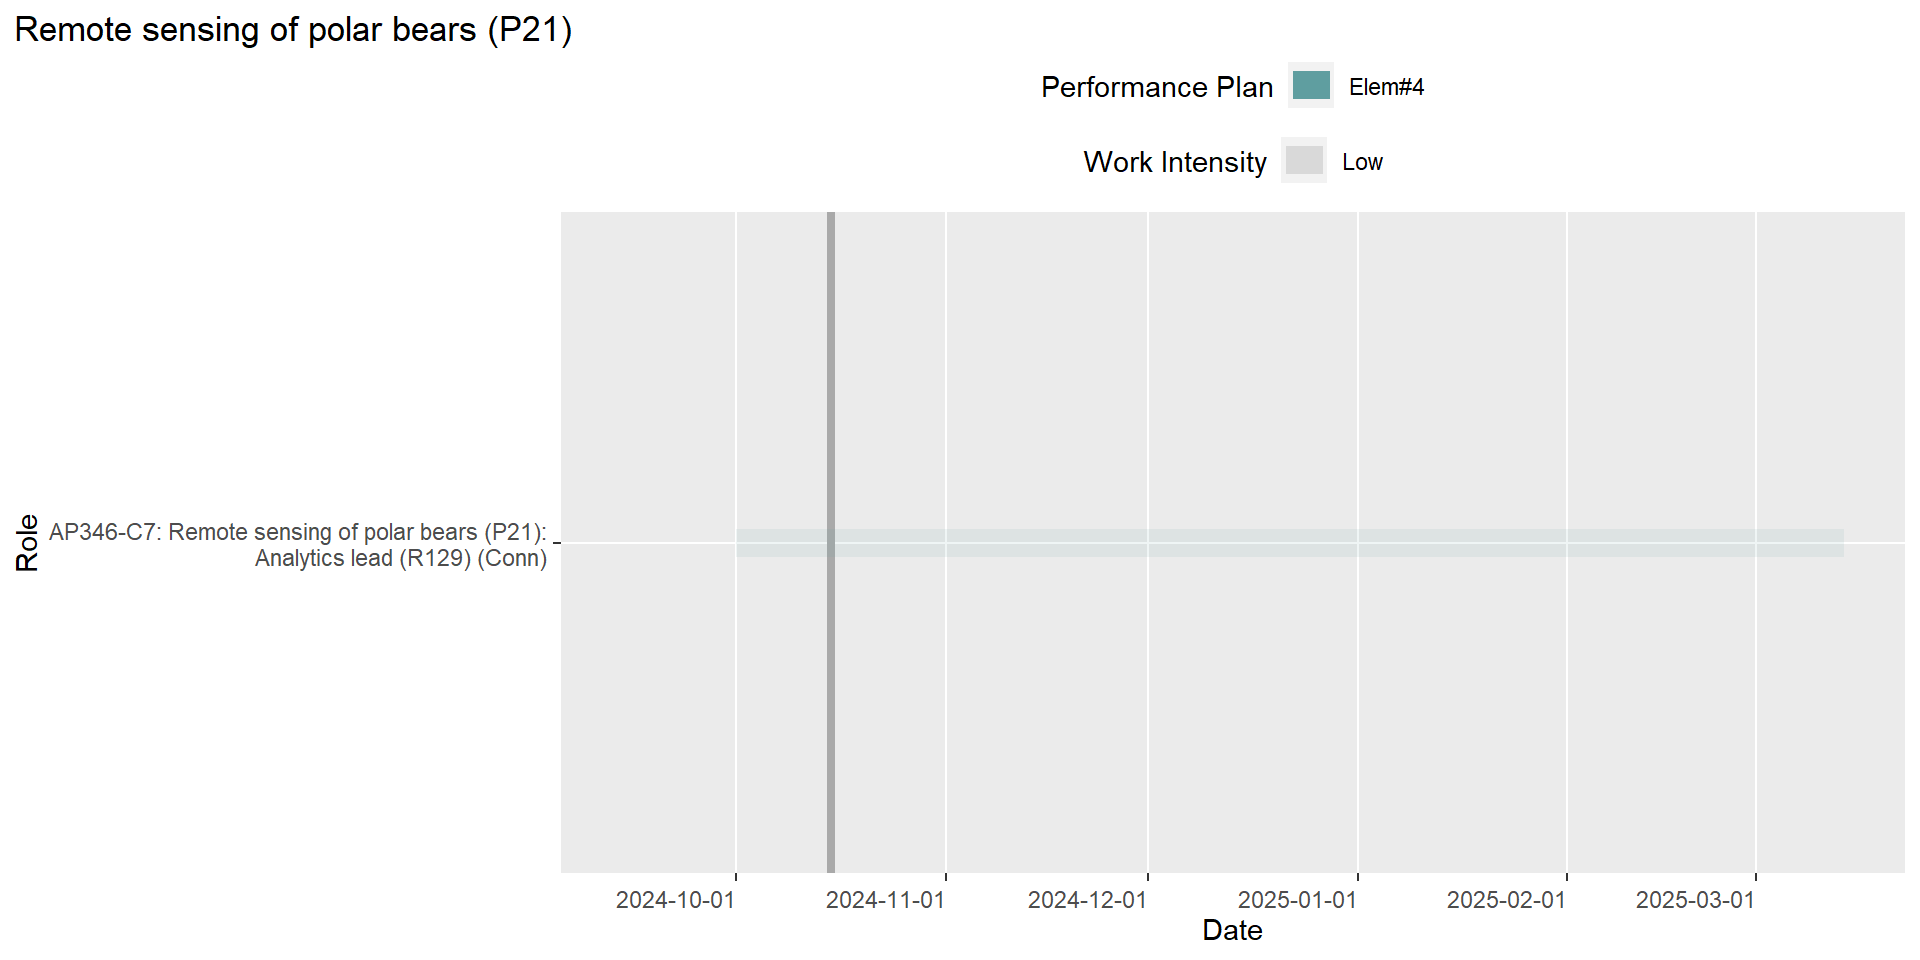 Remote sensing of polar bears (P21)
Performance Plan Elem#4
Work Intensity Low
Role
AP346-C7: Remote sensing of polar bears (P21):
Analytics lead (R129) (Conn)
2024-10-01 2024-11-01 2024-12-01 2025-01-01 2025-02-01 2025-03-01
Date